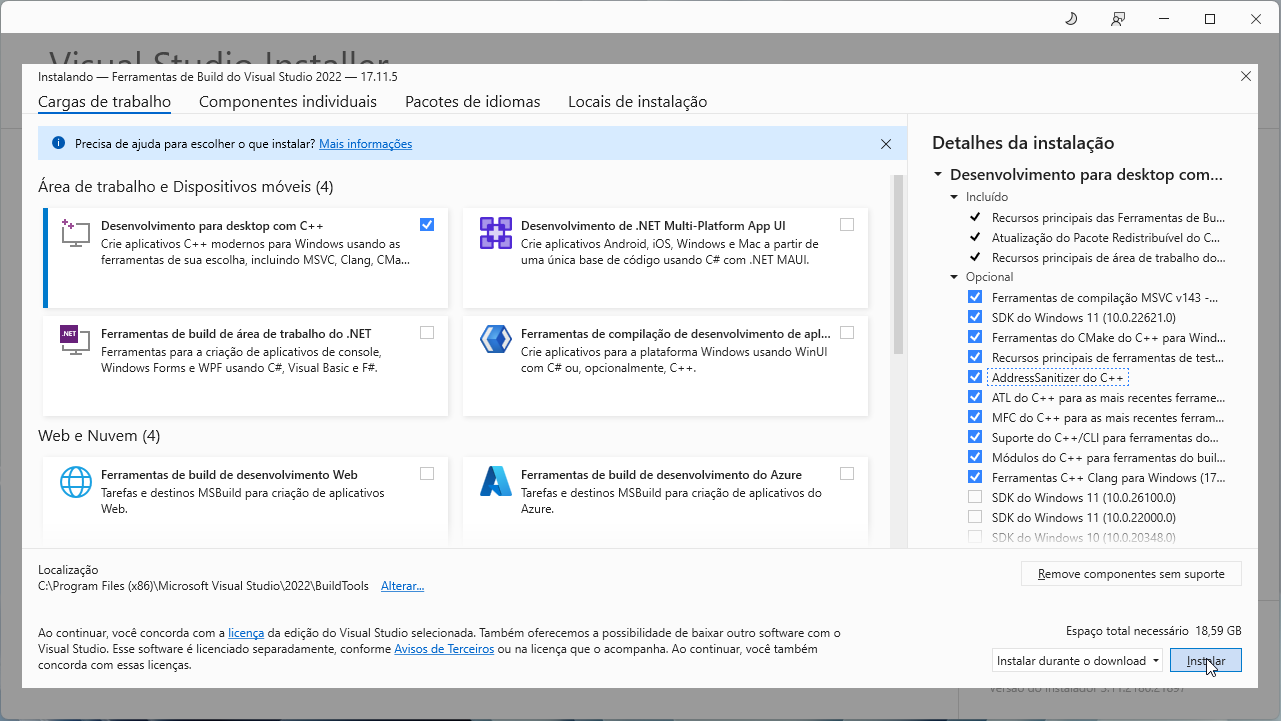 Visual Studio Installer
Instalando — Ferramentas de Build do Visual Studio 2022 — 17.11.5
Cargas de trabalho
Componentes individuais
Pacotes de idiomas
Locais de instalação
Precisa de ajuda para escolher o que instalar? Mais informações
Área de trabalho e Dispositivos móveis (4)
Desenvolvimento para desktop com C++
Crie aplicativos C++ modernos para Windows usando as
ferramentas de sua escolha, incluindo MSVC, Clang, CMa...
Desenvolvimento de .NET Multi-Platform App UI
Crie aplicativos Android, iOS, Windows e Mac a partir de
uma única base de código usando C# com .NET MAUI.
.NET
Ferramentas de build de área de trabalho do .NET
Ferramentas para a criação de aplicativos de console,
Windows Forms e WPF usando C#, Visual Basic e F#.
Ferramentas de compilação de desenvolvimento de apl...
Crie aplicativos para a plataforma Windows usando WinUI
com C# ou, opcionalmente, C++.
Web e Nuvem (4)
Ferramentas de build de desenvolvimento Web
Tarefas e destinos MSBuild para criação de aplicativos
Web.
Ferramentas de build de desenvolvimento do Azure
Tarefas e destinos MSBuild para criação de aplicativos do
Azure.
Detalhes da instalação
Desenvolvimento para desktop com...
Incluído
Recursos principais das Ferramentas de Bu...
Atualização do Pacote Redistribuível do C...
Recursos principais de área de trabalho do...
Opcional
Ferramentas de compilação MSVC v143 -...
SDK do Windows 11 (10.0.22621.0)
Ferramentas do CMake do C++ para Wind...
Recursos principais de ferramentas de test...
AddressSanitizer do C++
ATL do C++ para as mais recentes ferrame...
MFC do C++ para as mais recentes ferram...
Suporte do C++/CLI para ferramentas do...
Módulos do C++ para ferramentas do buil...
Ferramentas C++ Clang para Windows (17...
SDK do Windows 11 (10.0.26100.0)
SDK do Windows 11 (10.0.22000.0)
SDK do Windows 10 (10.0.20348.0)
Localização
C:\Program Files (x86)\Microsoft Visual Studio\2022\BuildTools Alterar...
Remove componentes sem suporte
Ao continuar, você concorda com a licença da edição do Visual Studio selecionada. Também oferecemos a possibilidade de baixar outro software com o
Visual Studio. Esse software é licenciado separadamente, conforme Avisos de Terceiros ou na licença que o acompanha. Ao continuar, você também
concorda com essas licenças.
Espaço total necessário 18,59 GB
Instalar durante o download
Instalar
Versão do Instalador 3.11.2180.21897